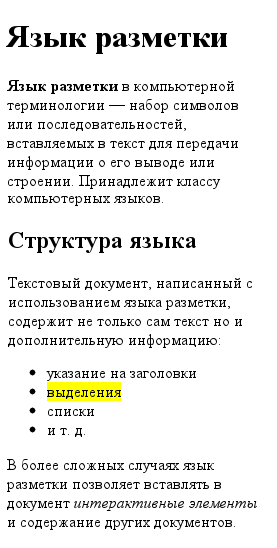 Язык разметки
Язык разметки в компьютерной
терминологии — набор символов
или последовательностей,
вставляемых в текст для передачи
информации о его выводе или
строении. Принадлежит классу
компьютерных языков.
Структура языка
Текстовый документ, написанный с
использованием языка разметки,
содержит не только сам текст но и
дополнительную информацию:
• указание на заголовки
• выделения
• списки
• и т. д.
В более сложных случаях язык
разметки позволяет вставлять в
документ интерактивные элементы
и содержание других документов.